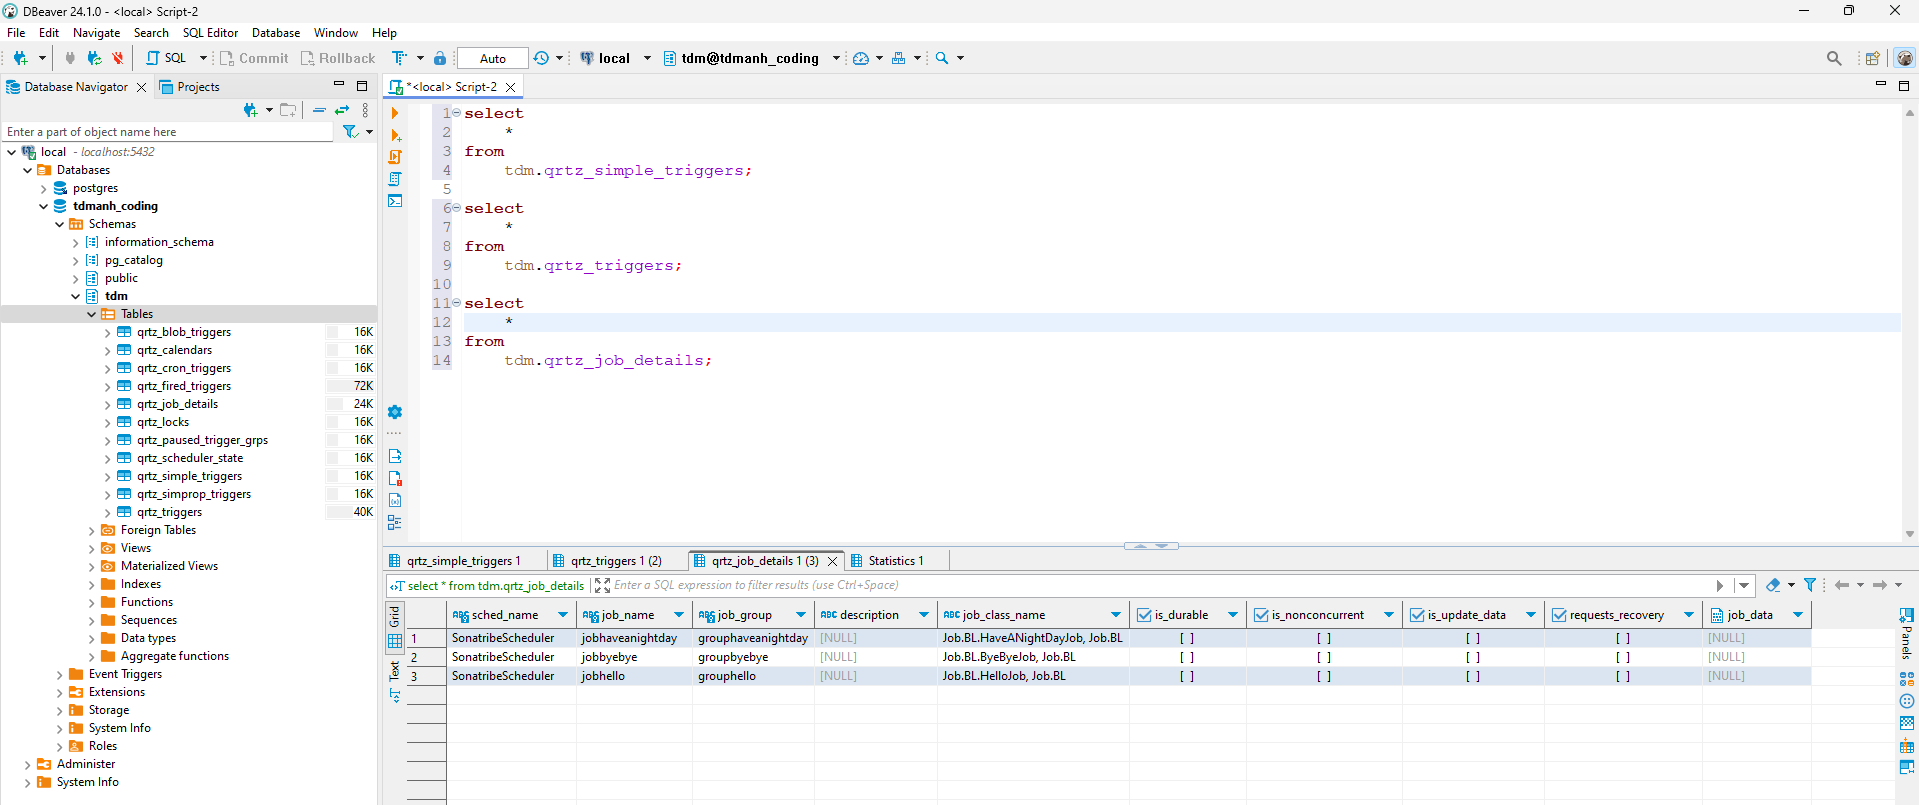 DBeaver 24.1.0 - <local> Script-2
File Edit Navigate Search SQL Editor Database Window Help
SQL Commit Rollback Auto local tdm@tdmanh_coding
Database Navigator Projects
Enter a part of object name here
local - localhost:5432
Databases
postgres
tdmanh_coding
Schemas
information_schema
pg_catalog
public
tdm
Tables
qrtz_blob_triggers 16K
qrtz_calendars 16K
qrtz_cron_triggers 16K
qrtz_fired_triggers 72K
qrtz_job_details 24K
qrtz_locks 16K
qrtz_paused_trigger_grps 16K
qrtz_scheduler_state 16K
qrtz_simple_triggers 16K
qrtz_simprop_triggers 16K
qrtz_triggers 40K
Foreign Tables
Views
Materialized Views
Indexes
Functions
Sequences
Data types
Aggregate functions
Event Triggers
Extensions
Storage
System Info
Roles
Administer
System Info
*<local> Script-2
1 select
2 *
3 from
4 tdm.qrtz_simple_triggers;
5
6 select
7 *
8 from
9 tdm.qrtz_triggers;
10
11 select
12 *
13 from
14 tdm.qrtz_job_details;
qrtz_simple_triggers 1 qrtz_triggers 1 (2) qrtz_job_details 1 (3) Statistics 1
select * from tdm.qrtz_job_details Enter a SQL expression to filter results (use Ctrl+Space)
Grid
Text
ABC sched_name ABC job_name ABC job_group ABC description ABC job_class_name is_durable is_nonconcurrent is_update_data requests_recovery job_data
1 SonatribeScheduler jobhaveanightday grouphaveanightday [NULL] Job.BL.HaveANightDayJob, Job.BL [ ] [ ] [ ] [ ] [NULL]
2 SonatribeScheduler jobbyebye groupbyebye [NULL] Job.BL.ByeByeJob, Job.BL [ ] [ ] [ ] [ ] [NULL]
3 SonatribeScheduler jobhello grouphello [NULL] Job.BL.HelloJob, Job.BL [ ] [ ] [ ] [ ] [NULL]
Panels